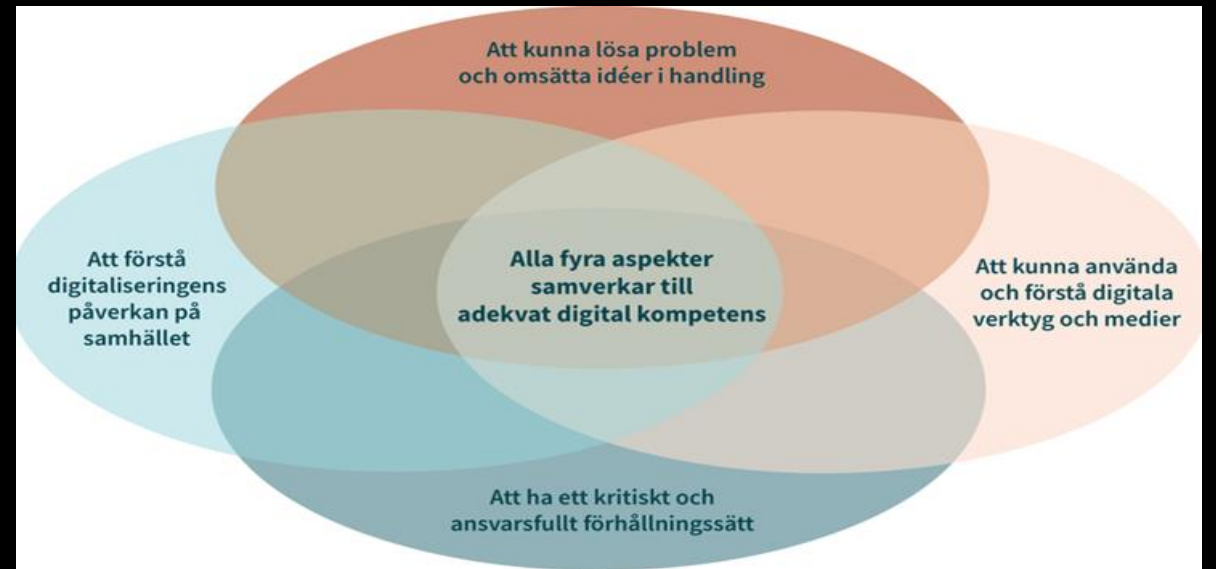 Att kunna lösa problem
och omsätta idéer i handling
Att förstå
digitaliseringens
påverkan på
samhället
Alla fyra aspekter
samverkar till
adekvat digital kompetens
Att kunna använda
och förstå digitala
verktyg och medier
Att ha ett kritiskt och
ansvarsfullt förhållningssätt